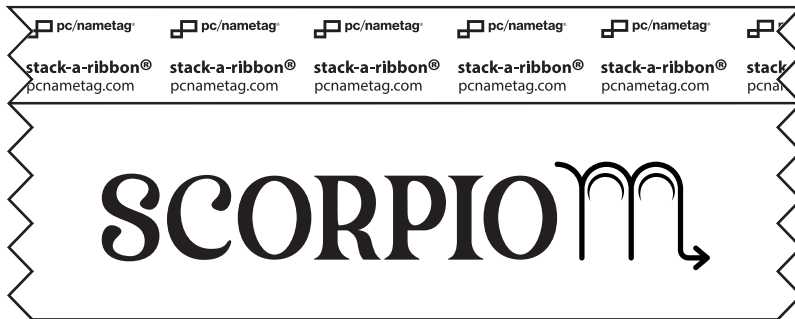 pc/nametag® pc/nametag® pc/nametag® pc/nametag® pc/nametag®
stack-a-ribbon® stack-a-ribbon® stack-a-ribbon® stack-a-ribbon® stack-a-ribbon® stack
pcnametag.com pcnametag.com pcnametag.com pcnametag.com pcnametag.com
SCORPIO